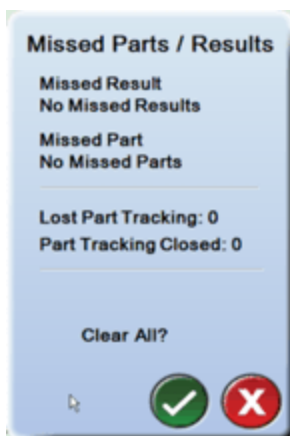 Missed Parts / Results
Missed Result
No Missed Results
Missed Part
No Missed Parts
Lost Part Tracking: 0
Part Tracking Closed: 0
Clear All?